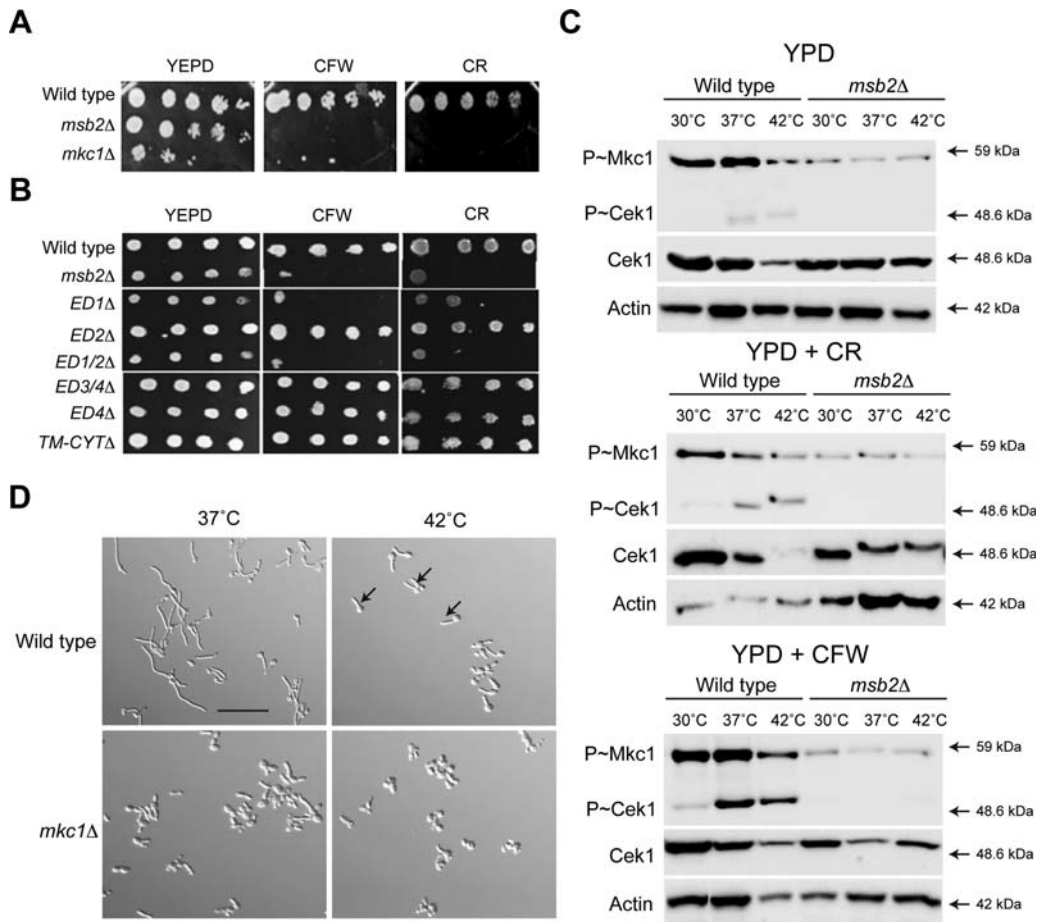 A
YEPD CFW CR
Wild type
msb2Δ
mkc1Δ
B
YEPD CFW CR
Wild type
msb2Δ
ED1Δ
ED2Δ
ED1/2Δ
ED3/4Δ
ED4Δ
TM-CYTΔ
C
YPD
Wild type msb2Δ
30°C 37°C 42°C 30°C 37°C 42°C
P~Mkc1 59 kDa
P~Cek1 48.6 kDa
Cek1 48.6 kDa
Actin 42 kDa
YPD + CR
Wild type msb2Δ
30°C 37°C 42°C 30°C 37°C 42°C
P~Mkc1 59 kDa
P~Cek1 48.6 kDa
Cek1 48.6 kDa
Actin 42 kDa
YPD + CFW
Wild type msb2Δ
30°C 37°C 42°C 30°C 37°C 42°C
P~Mkc1 59 kDa
P~Cek1 48.6 kDa
Cek1 48.6 kDa
Actin 42 kDa
D
37°C 42°C
Wild type
mkc1Δ